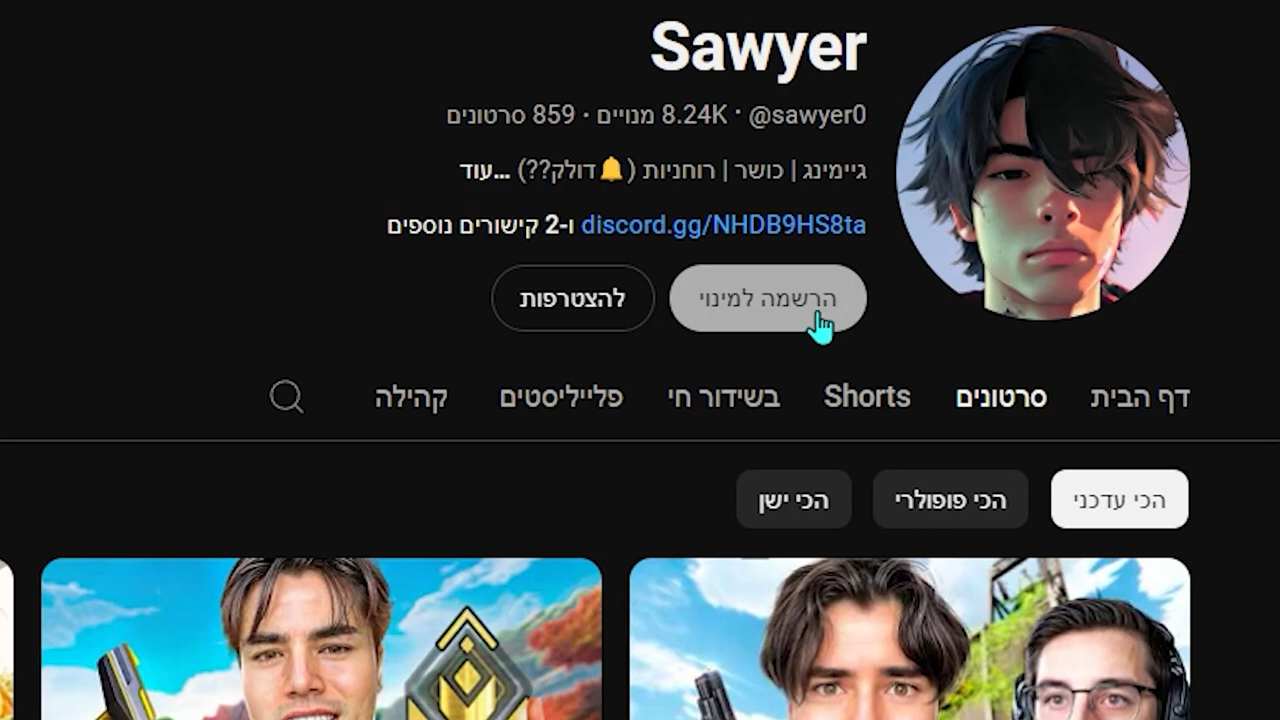 Sawyer
@sawyer0 · 8.24K מנויים · 859 סרטונים
גיימינג | כושר | רוחניות (🔔דולק??) ...עוד
discord.gg/NHDB9HS8ta ו-2 קישורים נוספים
הרשמה למינוי להצטרפות
דף הבית סרטונים Shorts בשידור חי פלייליסטים קהילה
הכי עדכני הכי פופולרי הכי ישן